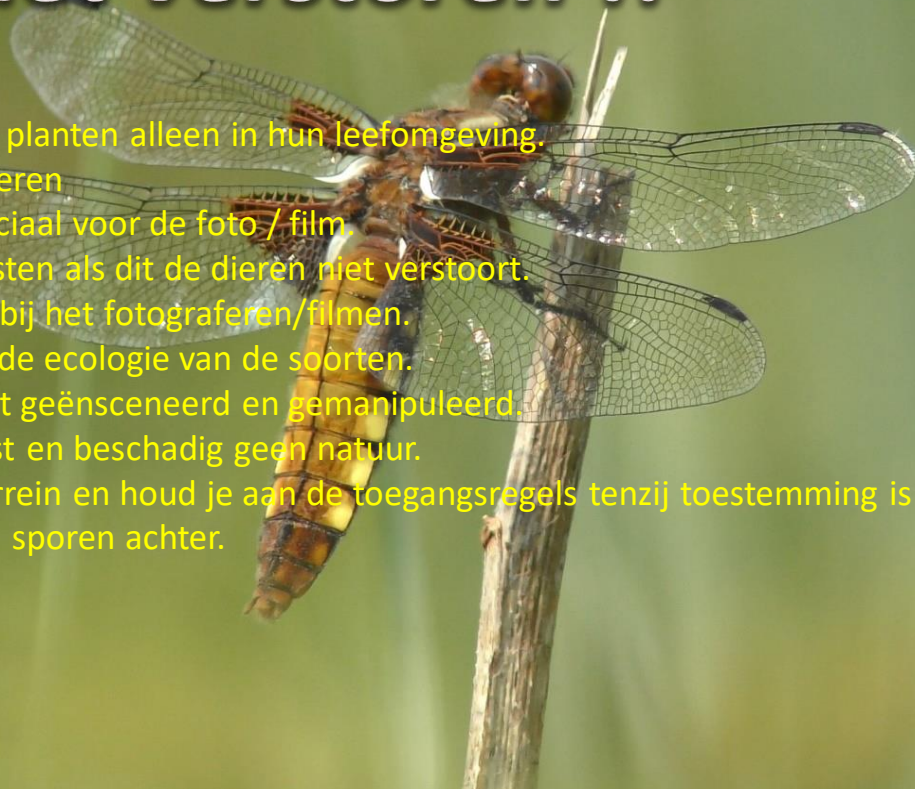 planten alleen in hun leefomgeving.
eren
ciaal voor de foto / film.
sten als dit de dieren niet verstoort.
bij het fotograferen/filmen.
de ecologie van de soorten.
t geënsceneerd en gemanipuleerd.
st en beschadig geen natuur.
rrein en houd je aan de toegangsregels tenzij toestemming is
sporen achter.